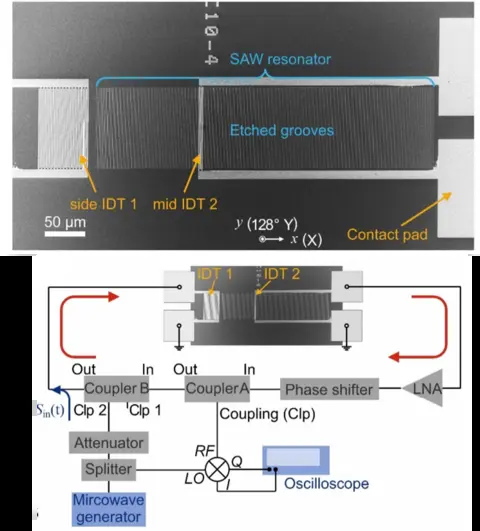 C10-4
SAW resonator
Etched grooves
side IDT 1
mid IDT 2
50 µm
y (128° Y)
x (X)
Contact pad
IDT 1
IDT 2
Out
In
Out
In
Coupler B
Coupler A
Phase shifter
LNA
Sin(t)
Clp 2
Clp 1
Coupling (Clp)
Attenuator
RF
Q
Splitter
LO
I
Oscilloscope
Mircowave
generator